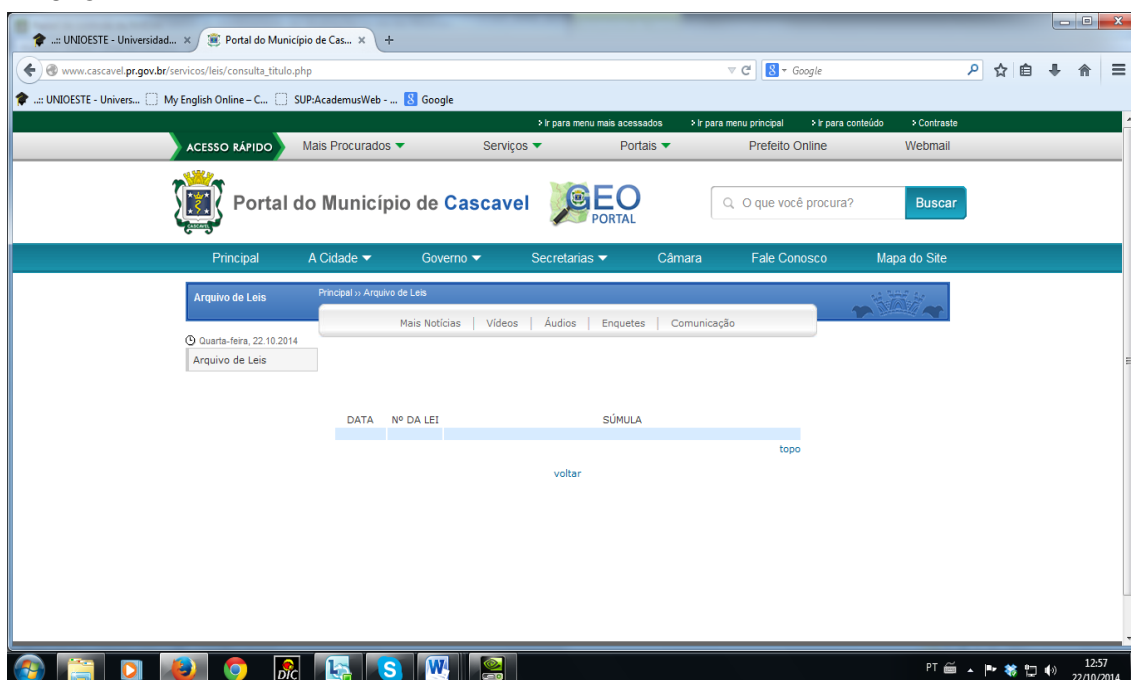 ..:: UNIOESTE - Universidad... × Portal do Município de Cas... × +
www.cascavel.pr.gov.br/servicos/leis/consulta_titulo.php 8 Google
..:: UNIOESTE - Univers... My English Online – C... SUP:AcademusWeb - ... 8 Google
Ir para menu mais acessados Ir para menu principal Ir para conteúdo Contraste
ACESSO RÁPIDO Mais Procurados Serviços Portais Prefeito Online Webmail
Portal do Município de Cascavel GEO PORTAL O que você procura? Buscar
CASCAVEL
Principal A Cidade Governo Secretarias Câmara Fale Conosco Mapa do Site
Arquivo de Leis Principal ›› Arquivo de Leis
Mais Notícias | Vídeos | Áudios | Enquetes | Comunicação
Quarta-feira, 22.10.2014
Arquivo de Leis
DATA Nº DA LEI SÚMULA
topo
voltar
DiC S W PT 12:57
22/10/2014